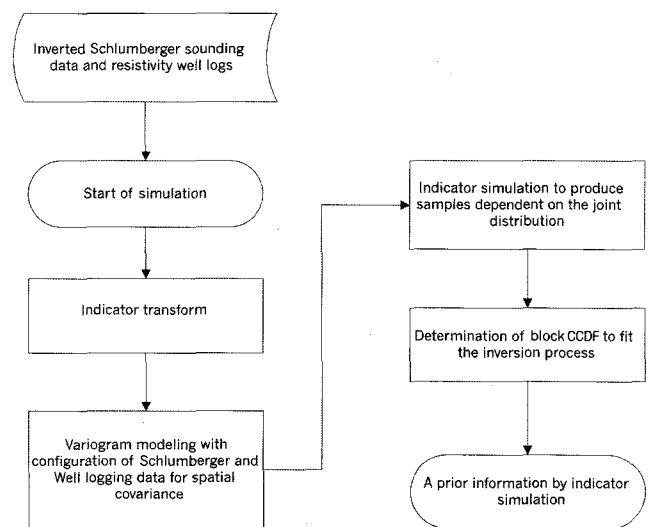 Inverted Schlumberger sounding
data and resistivity well logs
Start of simulation
Indicator transform
Variogram modeling with
configuration of Schlumberger and
Well logging data for spatial
covariance
Indicator simulation to produce
samples dependent on the joint
distribution
Determination of block CCDF to fit
the inversion process
A prior information by indicator
simulation